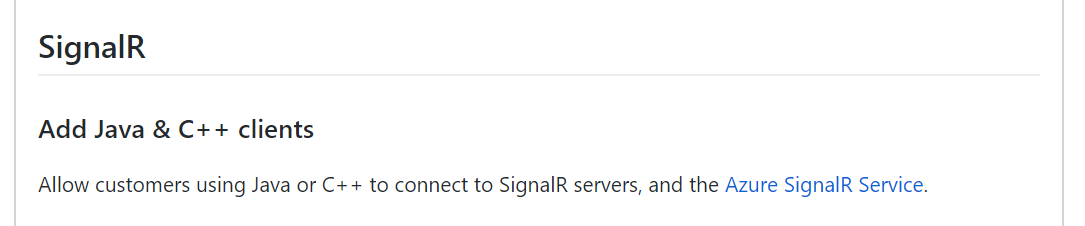 SignalR
Add Java & C++ clients
Allow customers using Java or C++ to connect to SignalR servers, and the Azure SignalR Service.